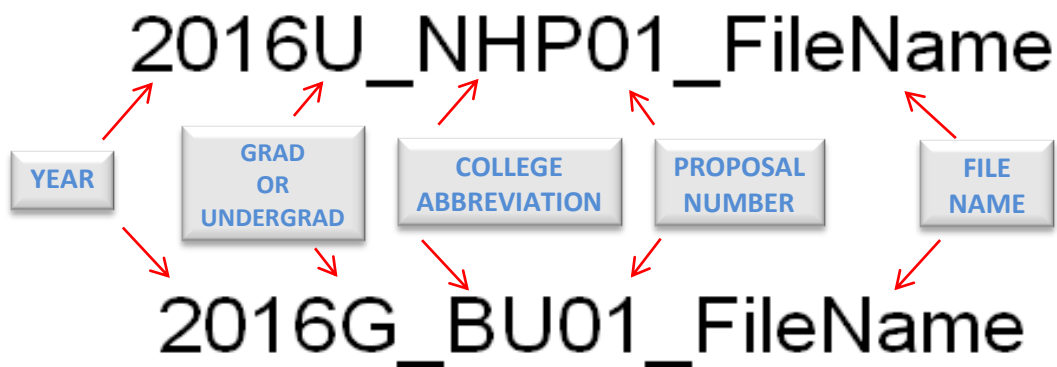 2016U_NHP01_FileName
YEAR
GRAD
OR
UNDERGRAD
COLLEGE
ABBREVIATION
PROPOSAL
NUMBER
FILE
NAME
2016G_BU01_FileName